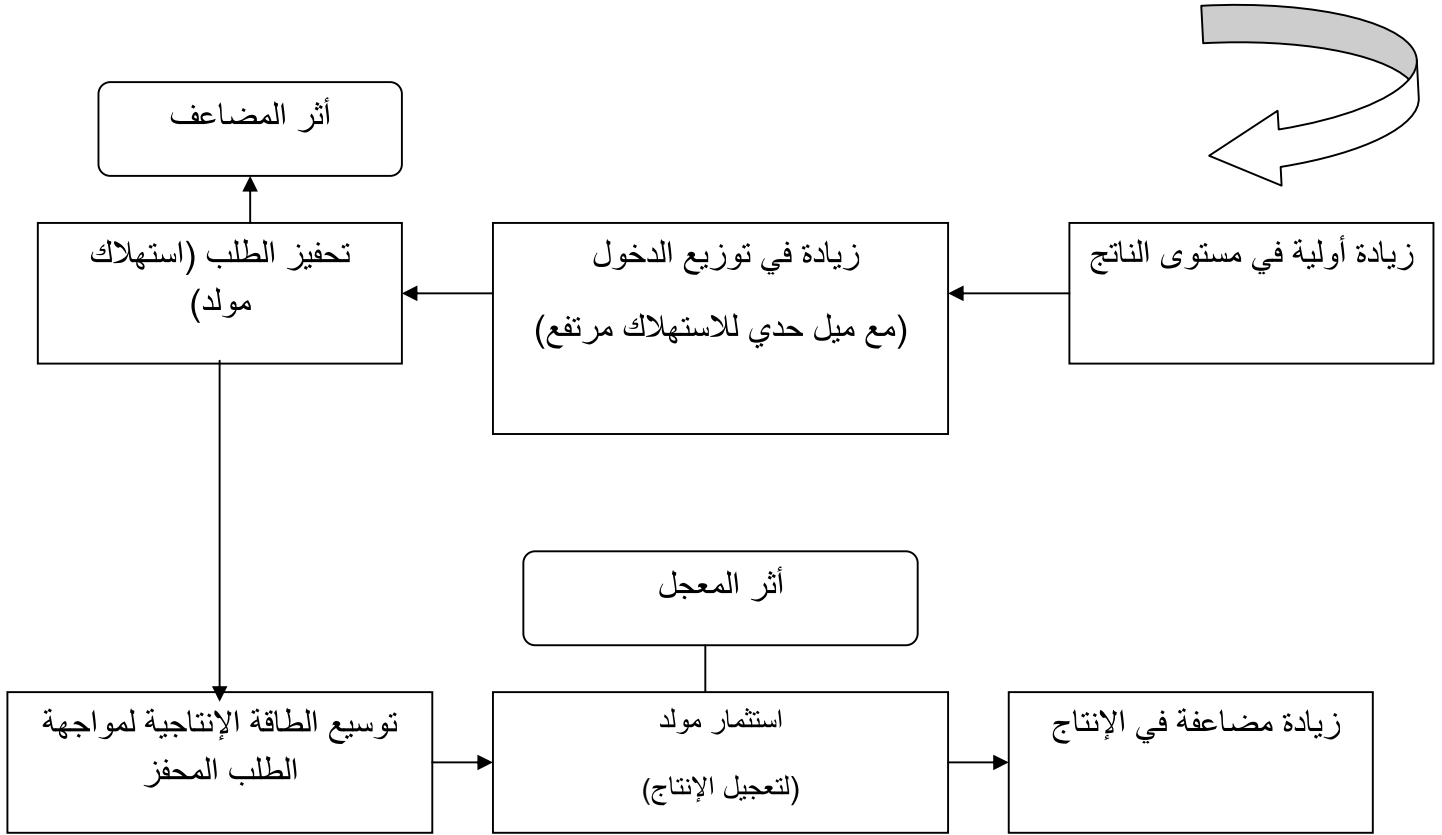 أثر المضاعف
زيادة أولية في مستوى الناتج
زيادة في توزيع الدخول
(مع ميل حدي للاستهلاك مرتفع)
تحفيز الطلب (استهلاك
مولد)
أثر المعجل
توسيع الطاقة الإنتاجية لمواجهة
الطلب المحفز
استثمار مولد
(لتعجيل الإنتاج)
زيادة مضاعفة في الإنتاج